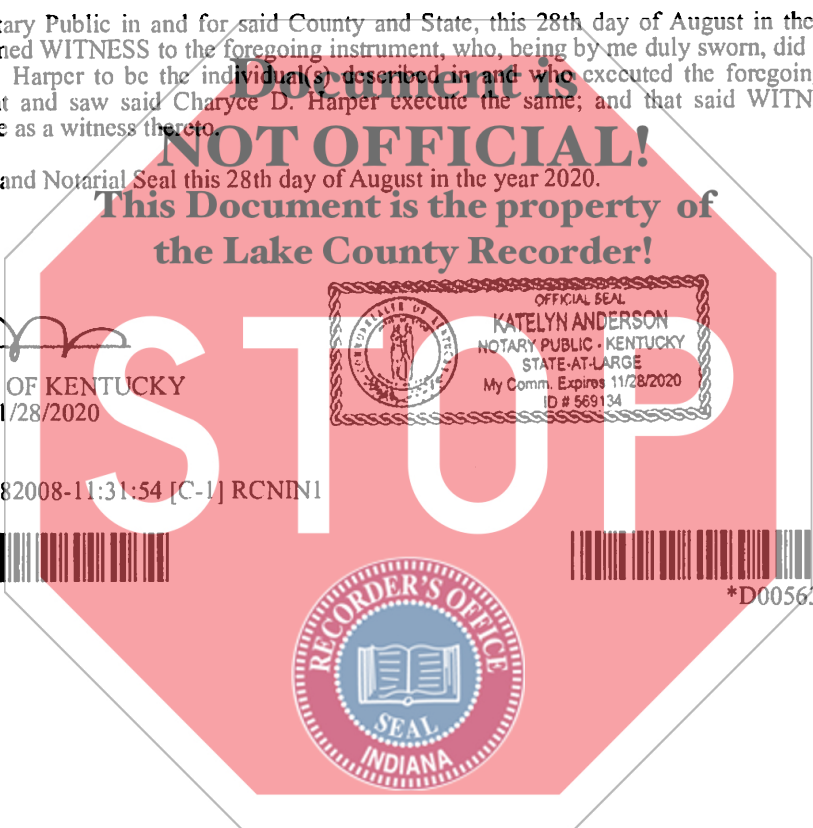 ary Public in and for said County and State, this 28th day of August in the
ned WITNESS to the foregoing instrument, who, being by me duly sworn, did
Harper to be the individual(s) described in and who executed the foregoin
t and saw said Charyce D. Harper execute the same; and that said WITN
e as a witness thereto.
Document is
NOT OFFICIAL!
and Notarial Seal this 28th day of August in the year 2020.
This Document is the property of
the Lake County Recorder!
OFFICIAL SEAL
KATELYN ANDERSON
NOTARY PUBLIC - KENTUCKY
STATE-AT-LARGE
My Comm. Expires 11/28/2020
ID # 569134
COMMONWEALTH OF KENTUCKY
STOP
OF KENTUCKY
1/28/2020
82008-11:31:54 [C-1] RCNIN1
*D0056
RECORDER'S OFFICE
SEAL
INDIANA